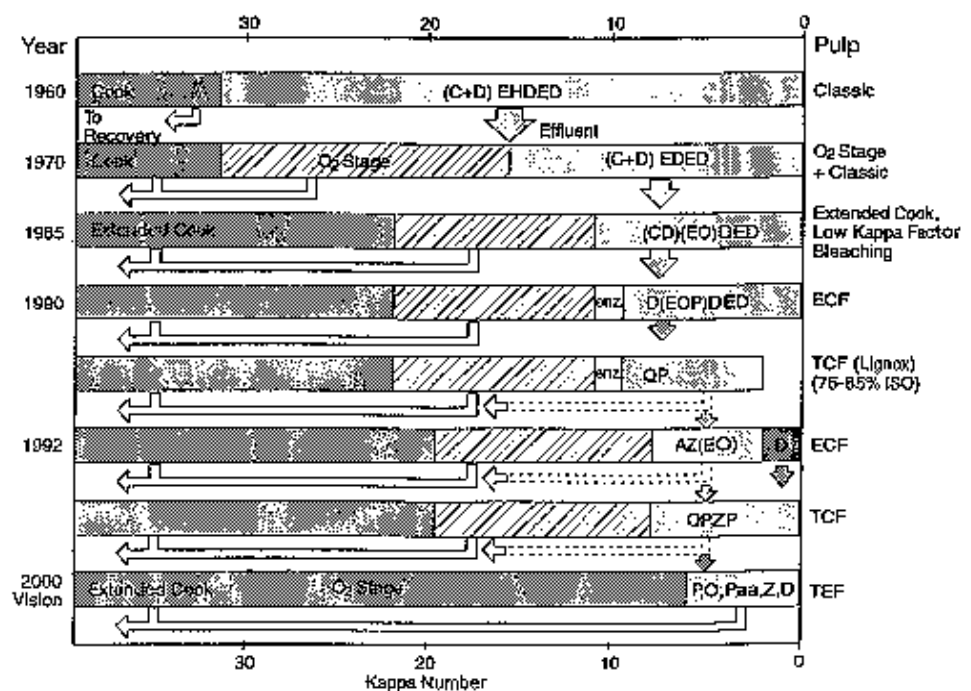 30 20 10 0
Year Pulp
1960 Cook (C+D) EHDED Classic
To
Recovery Effluent
1970 Cook O2 Stage (C+D) EDED O2 Stage
+ Classic
1985 Extended Cook (CD)(EO)DED Extended Cook,
Low Kappa Factor
Bleaching
1980 enz. D(EOP)DED ECF
enz. QP TCF (Lignox)
(75-85% ISO)
1992 AZ(EO) D ECF
QPZP TCF
2000
Vision Extended Cook O2 Stage P,O,Paa,Z,D TEF
30 20 10 0
Kappa Number